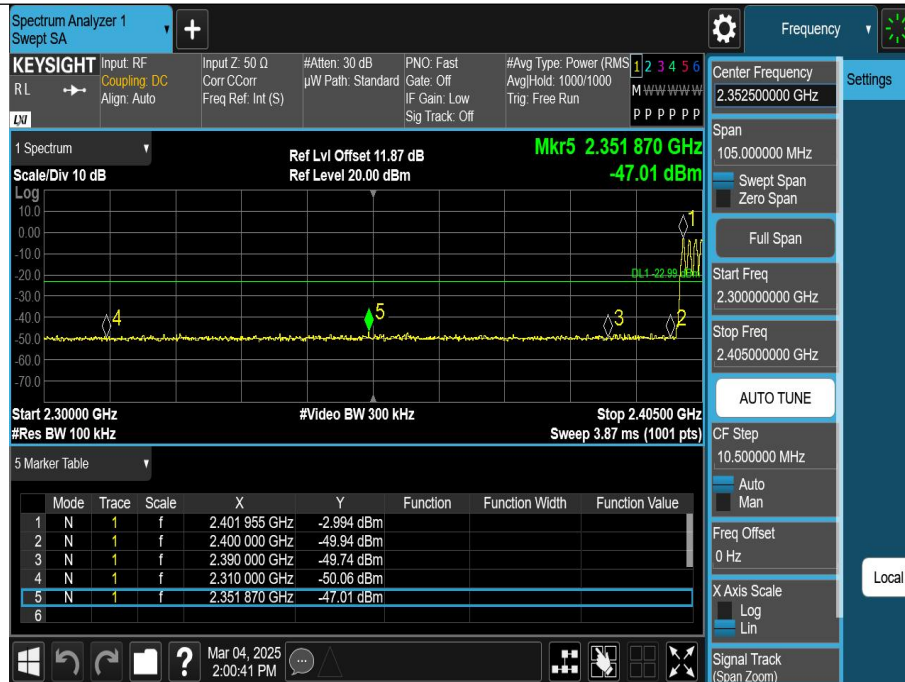 Spectrum Analyzer 1
Swept SA
+
Frequency
KEYSIGHT
RL
LXI
Input: RF
Coupling: DC
Align: Auto
Input Z: 50 Ω
Corr CCorr
Freq Ref: Int (S)
#Atten: 30 dB
µW Path: Standard
PNO: Fast
Gate: Off
IF Gain: Low
Sig Track: Off
#Avg Type: Power (RMS
Avg|Hold: 1000/1000
Trig: Free Run
1 2 3 4 5 6
M W W W W W
P P P P P P
1 Spectrum
Scale/Div 10 dB
Ref Lvl Offset 11.87 dB
Ref Level 20.00 dBm
Mkr5 2.351 870 GHz
-47.01 dBm
Log
10.0
0.00
-10.0
-20.0
-30.0
-40.0
-50.0
-60.0
-70.0
1
DL1 -22.99 dBm
4
5
3
2
Start 2.30000 GHz
#Video BW 300 kHz
Stop 2.40500 GHz
#Res BW 100 kHz
Sweep 3.87 ms (1001 pts)
5 Marker Table
Mode Trace Scale X Y Function Function Width Function Value
1 N 1 f 2.401 955 GHz -2.994 dBm
2 N 1 f 2.400 000 GHz -49.94 dBm
3 N 1 f 2.390 000 GHz -49.74 dBm
4 N 1 f 2.310 000 GHz -50.06 dBm
5 N 1 f 2.351 870 GHz -47.01 dBm
6
?
Mar 04, 2025
2:00:41 PM
Center Frequency
2.352500000 GHz
Settings
Span
105.000000 MHz
Swept Span
Zero Span
Full Span
Start Freq
2.300000000 GHz
Stop Freq
2.405000000 GHz
AUTO TUNE
CF Step
10.500000 MHz
Auto
Man
Freq Offset
0 Hz
Local
X Axis Scale
Log
Lin
Signal Track
(Span Zoom)